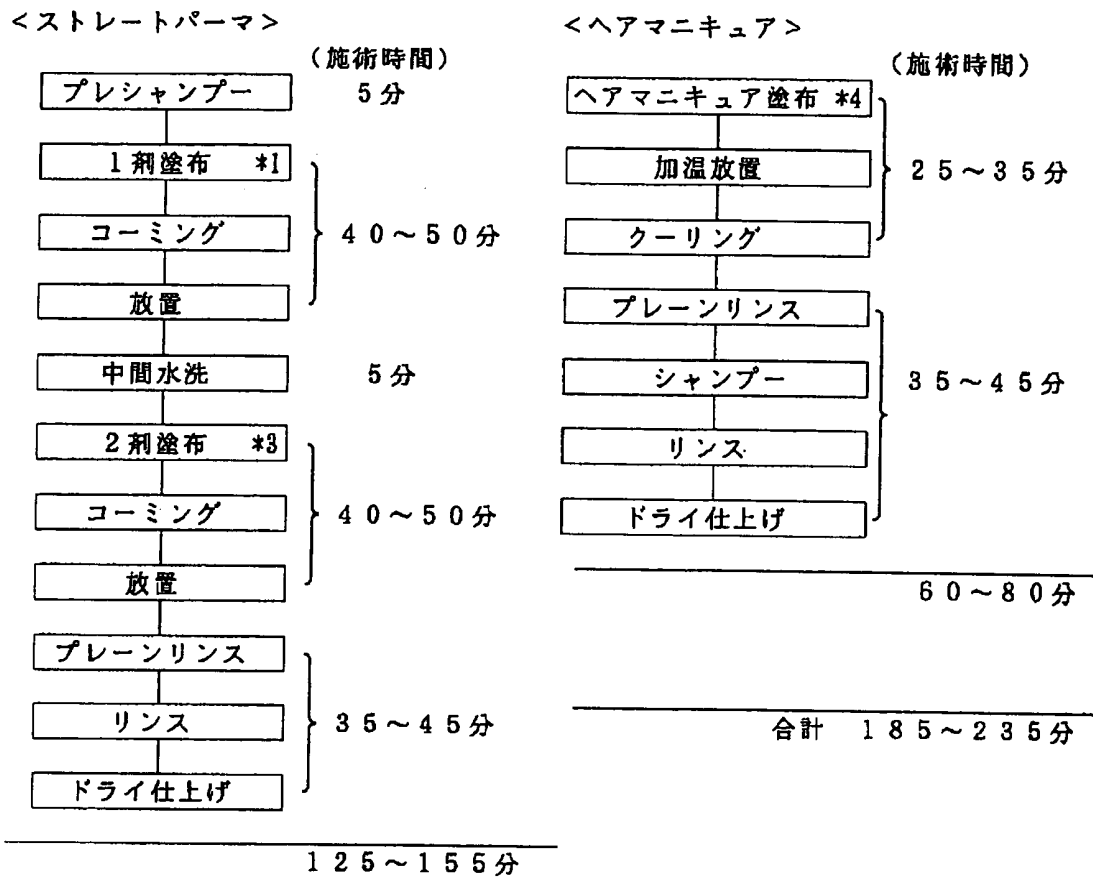 <ストレートパーマ>
(施術時間)
プレシャンプー 5分
1剤塗布 *1
コーミング
40~50分
放置
中間水洗 5分
2剤塗布 *3
コーミング
40~50分
放置
プレーンリンス
リンス
35~45分
ドライ仕上げ
125~155分
<ヘアマニキュア>
(施術時間)
ヘアマニキュア塗布 *4
加温放置
25~35分
クーリング
プレーンリンス
シャンプー
35~45分
リンス
ドライ仕上げ
60~80分
合計 185~235分